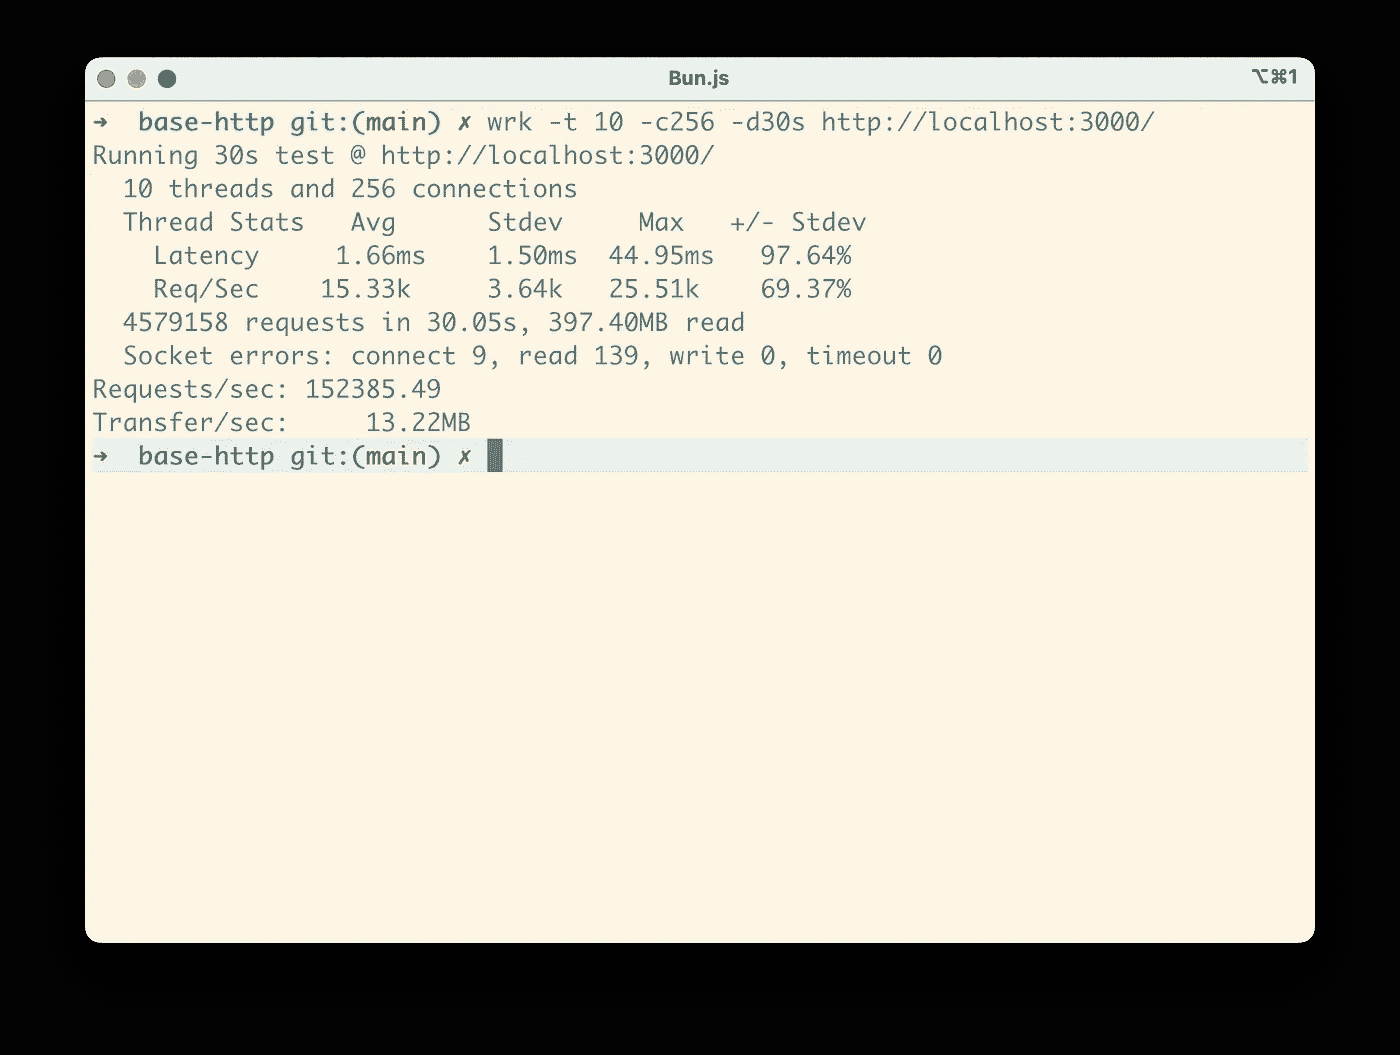 Bun.js ⌥⌘1
➜  base-http git:(main) ✗ wrk -t 10 -c256 -d30s http://localhost:3000/
Running 30s test @ http://localhost:3000/
  10 threads and 256 connections
  Thread Stats   Avg      Stdev     Max   +/- Stdev
    Latency     1.66ms    1.50ms  44.95ms   97.64%
    Req/Sec    15.33k     3.64k   25.51k    69.37%
  4579158 requests in 30.05s, 397.40MB read
  Socket errors: connect 9, read 139, write 0, timeout 0
Requests/sec: 152385.49
Transfer/sec:     13.22MB
➜  base-http git:(main) ✗